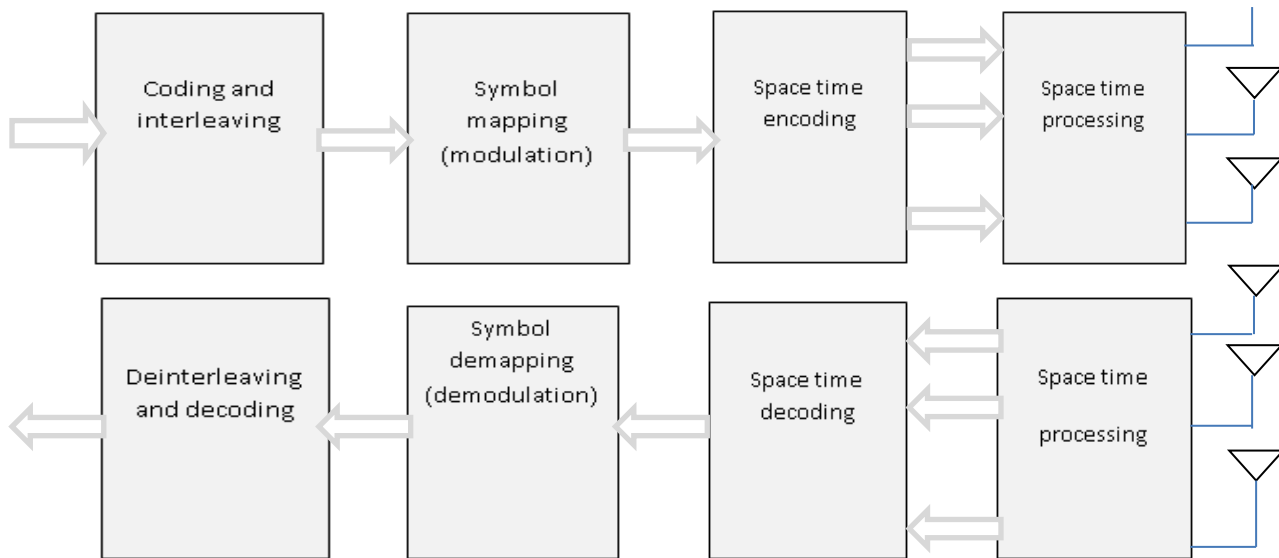 Coding and
interleaving
Symbol
mapping
(modulation)
Space time
encoding
Space time
processing
Deinterleaving
and decoding
Symbol
demapping
(demodulation)
Space time
decoding
Space time
processing